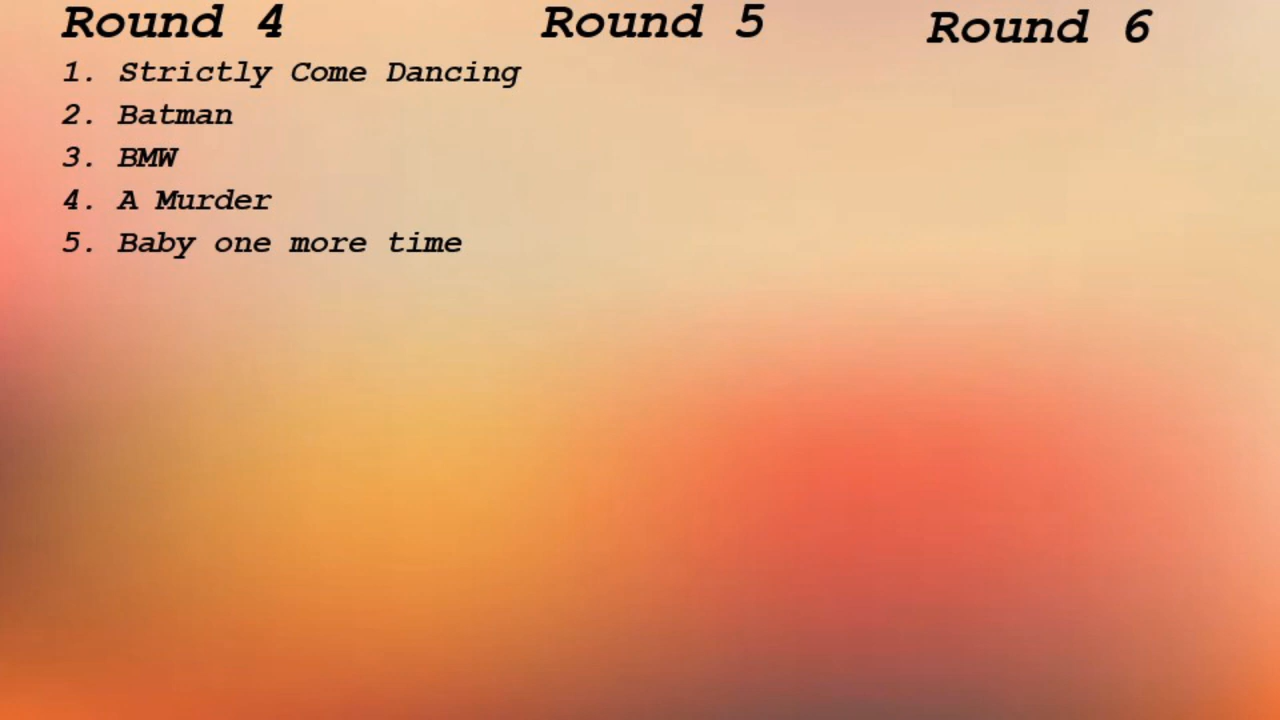 Round 4
Round 5
Round 6
1. Strictly Come Dancing
2. Batman
3. BMW
4. A Murder
5. Baby one more time